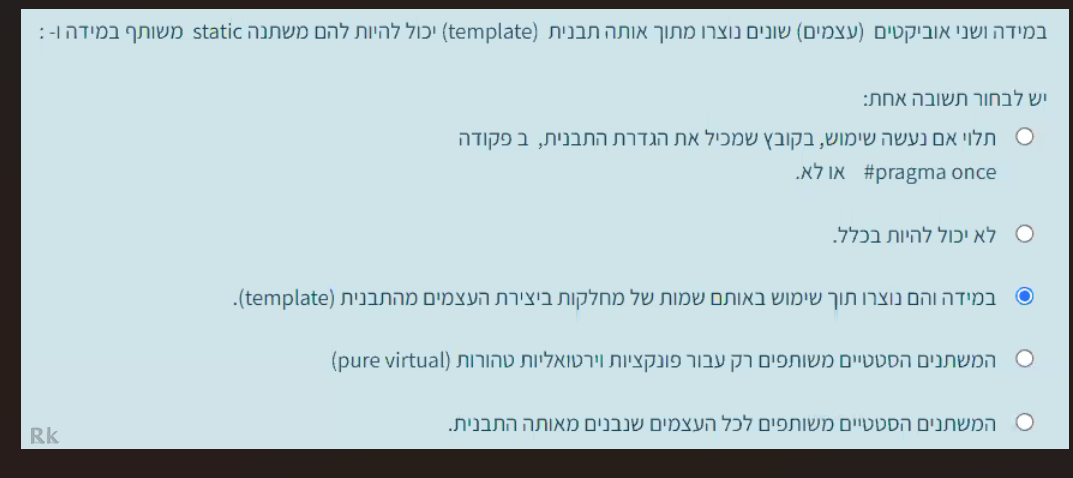 במידה ושני אוביקטים (עצמים) שונים נוצרו מתוך אותה תבנית (template) יכול להיות להם משתנה static משותף במידה ו- :
יש לבחור תשובה אחת:
תלוי אם נעשה שימוש, בקובץ שמכיל את הגדרת התבנית, ב פקודה
#pragma once או לא.
לא יכול להיות בכלל.
במידה והם נוצרו תוך שימוש באותם שמות של מחלקות ביצירת העצמים מהתבנית (template).
המשתנים הסטטיים משותפים רק עבור פונקציות וירטואליות טהורות (pure virtual)
המשתנים הסטטיים משותפים לכל העצמים שנבנים מאותה התבנית.
Rk